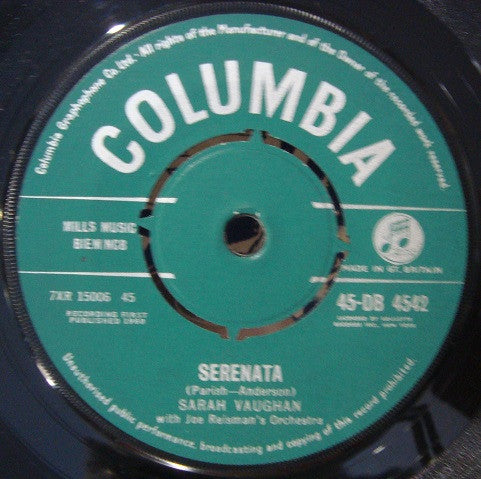 Columbia Graphophone Co. Ltd. · All rights of the Manufacturer and of the Owner of the recorded work reserved.
COLUMBIA
MILLS MUSIC
BIEM NCB
MADE IN GT. BRITAIN
7XR 15006 45
45-DB 4542
RECORDING FIRST
PUBLISHED 1960
SERENATA
(Parish—Anderson)
SARAH VAUGHAN
with Joe Reisman's Orchestra
Unauthorised public performance, broadcasting and copying of this record prohibited.